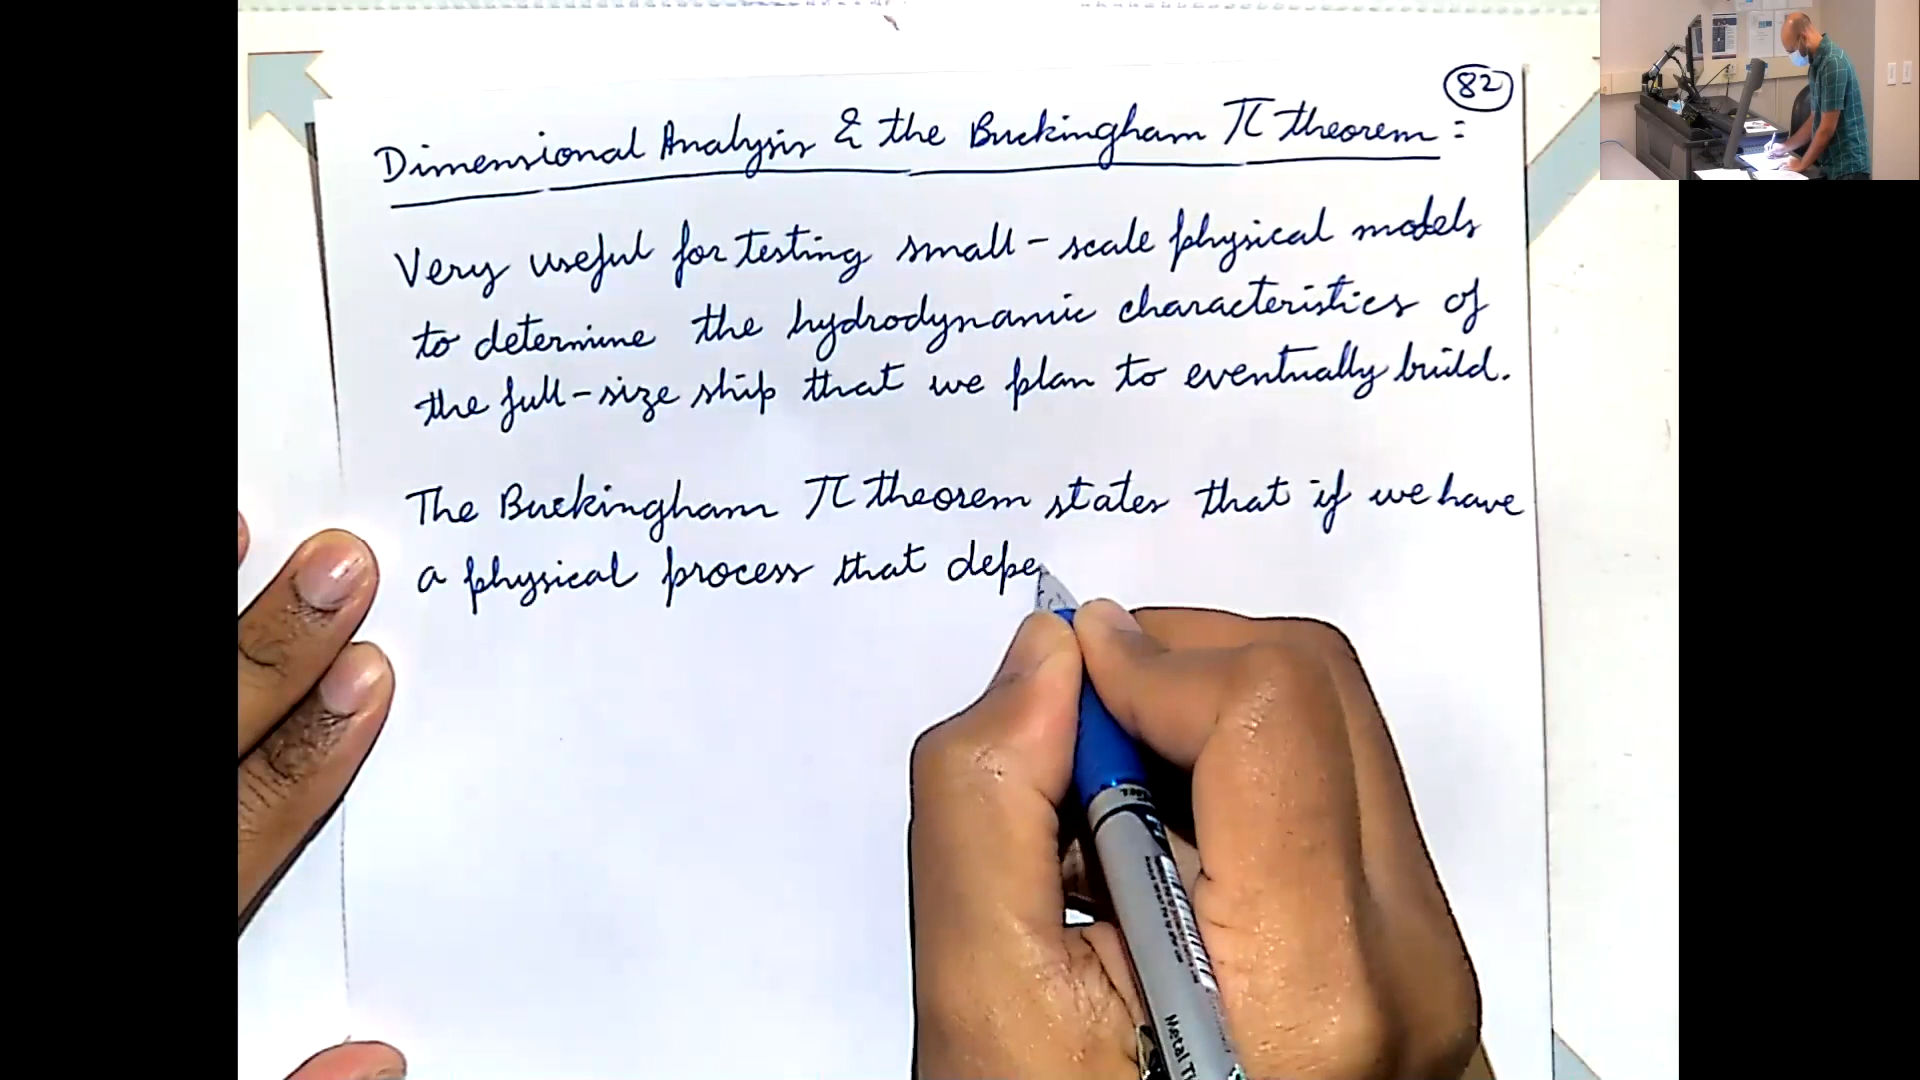 82
Dimensional Analysis & the Buckingham π theorem:
Very useful for testing small-scale physical models
to determine the hydrodynamic characteristics of
the full-size ship that we plan to eventually build.
The Buckingham π theorem states that if we have
a physical process that depe
Metal Ti